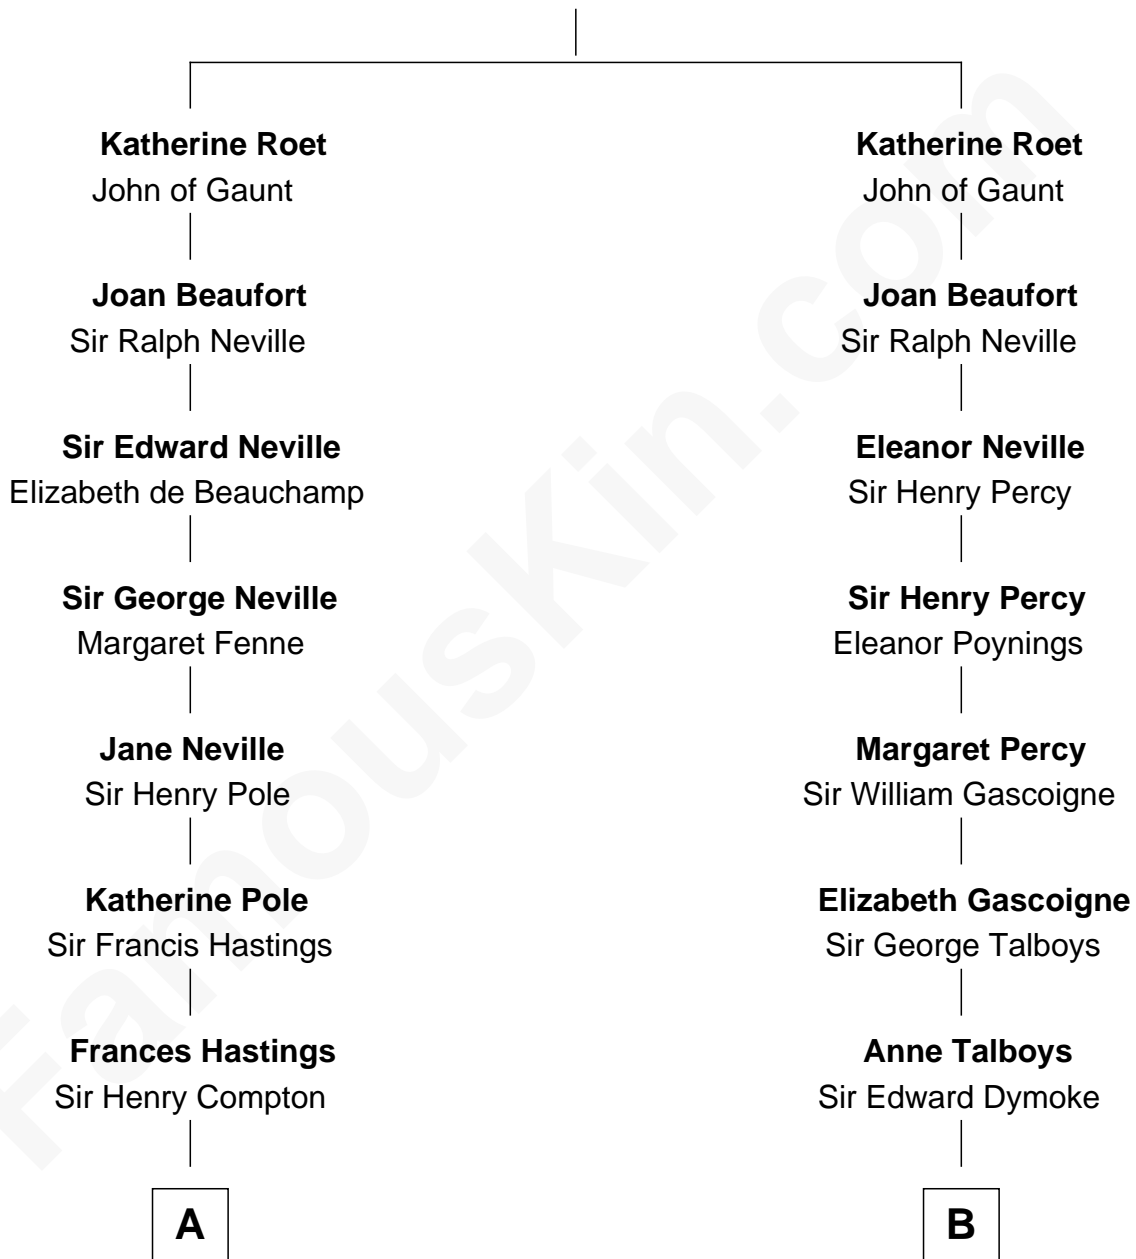 Katherine Roet
John of Gaunt
Joan Beaufort
Sir Ralph Neville
Sir Edward Neville
Elizabeth de Beauchamp
Sir George Neville
Margaret Fenne
Jane Neville
Sir Henry Pole
Katherine Pole
Sir Francis Hastings
Frances Hastings
Sir Henry Compton
A
Katherine Roet
John of Gaunt
Joan Beaufort
Sir Ralph Neville
Eleanor Neville
Sir Henry Percy
Sir Henry Percy
Eleanor Poynings
Margaret Percy
Sir William Gascoigne
Elizabeth Gascoigne
Sir George Talboys
Anne Talboys
Sir Edward Dymoke
B
FamousKin.com